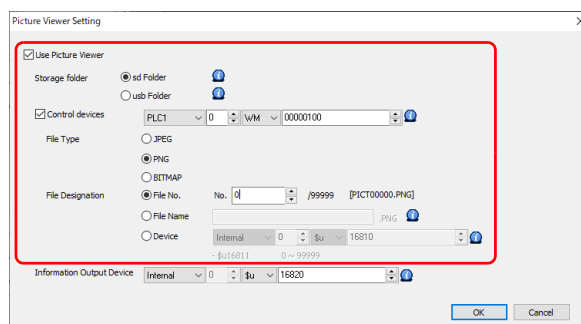 Picture Viewer Setting
Use Picture Viewer
Storage folder sd Folder
usb Folder
Control devices PLC1 0 WM 00000100
File Type JPEG
PNG
BITMAP
File Designation File No. No. 0 /99999 [PICT00000.PNG]
File Name .PNG
Device Internal 0 $u 16810
- $u16811 0 ~ 99999
Information Output Device Internal 0 $u 16820
OK Cancel